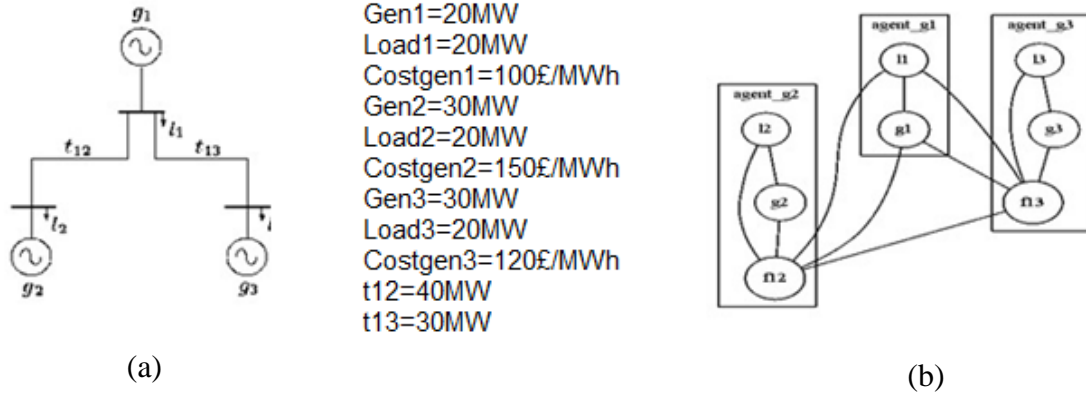 g1
l1
t12
t13
l2
g2
g3
(a)
Gen1=20MW
Load1=20MW
Costgen1=100£/MWh
Gen2=30MW
Load2=20MW
Costgen2=150£/MWh
Gen3=30MW
Load3=20MW
Costgen3=120£/MWh
t12=40MW
t13=30MW
agent_g1
l1
g1
agent_g3
l3
g3
f13
agent_g2
l2
g2
f12
(b)